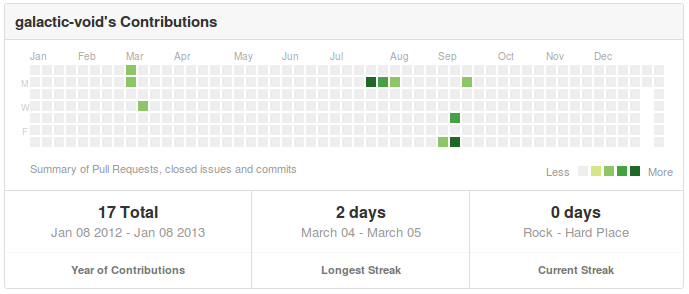 galactic-void's Contributions
Jan Feb Mar Apr May Jun Jul Aug Sep Oct Nov Dec
M
W
F
Summary of Pull Requests, closed issues and commits
Less More
17 Total
Jan 08 2012 - Jan 08 2013
Year of Contributions
2 days
March 04 - March 05
Longest Streak
0 days
Rock - Hard Place
Current Streak